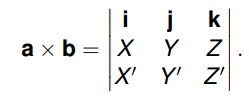 i j k
a × b = X Y Z .
X′ Y′ Z′